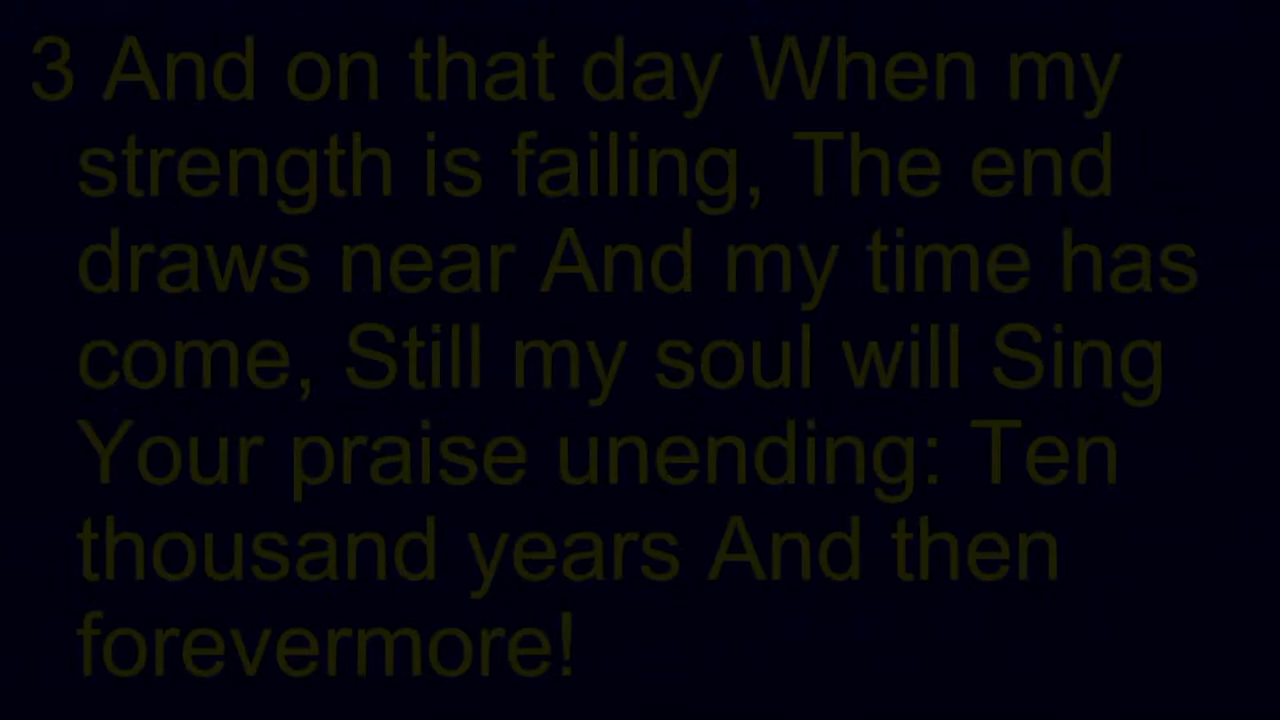 3 And on that day When my
strength is failing, The end
draws near And my time has
come, Still my soul will Sing
Your praise unending: Ten
thousand years And then
forevermore!